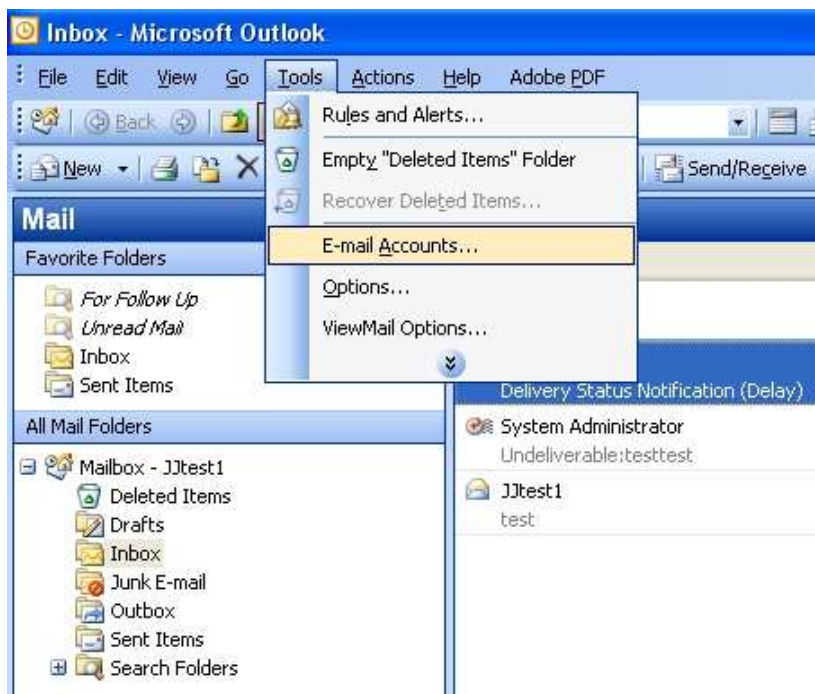 Inbox - Microsoft Outlook
File Edit View Go Tools Actions Help Adobe PDF
Back
New
Send/Receive
Rules and Alerts...
Empty "Deleted Items" Folder
Recover Deleted Items...
E-mail Accounts...
Options...
ViewMail Options...
Mail
Favorite Folders
For Follow Up
Unread Mail
Inbox
Sent Items
All Mail Folders
Mailbox - JJtest1
Deleted Items
Drafts
Inbox
Junk E-mail
Outbox
Sent Items
Search Folders
Delivery Status Notification (Delay)
System Administrator
Undeliverable:testtest
JJtest1
test